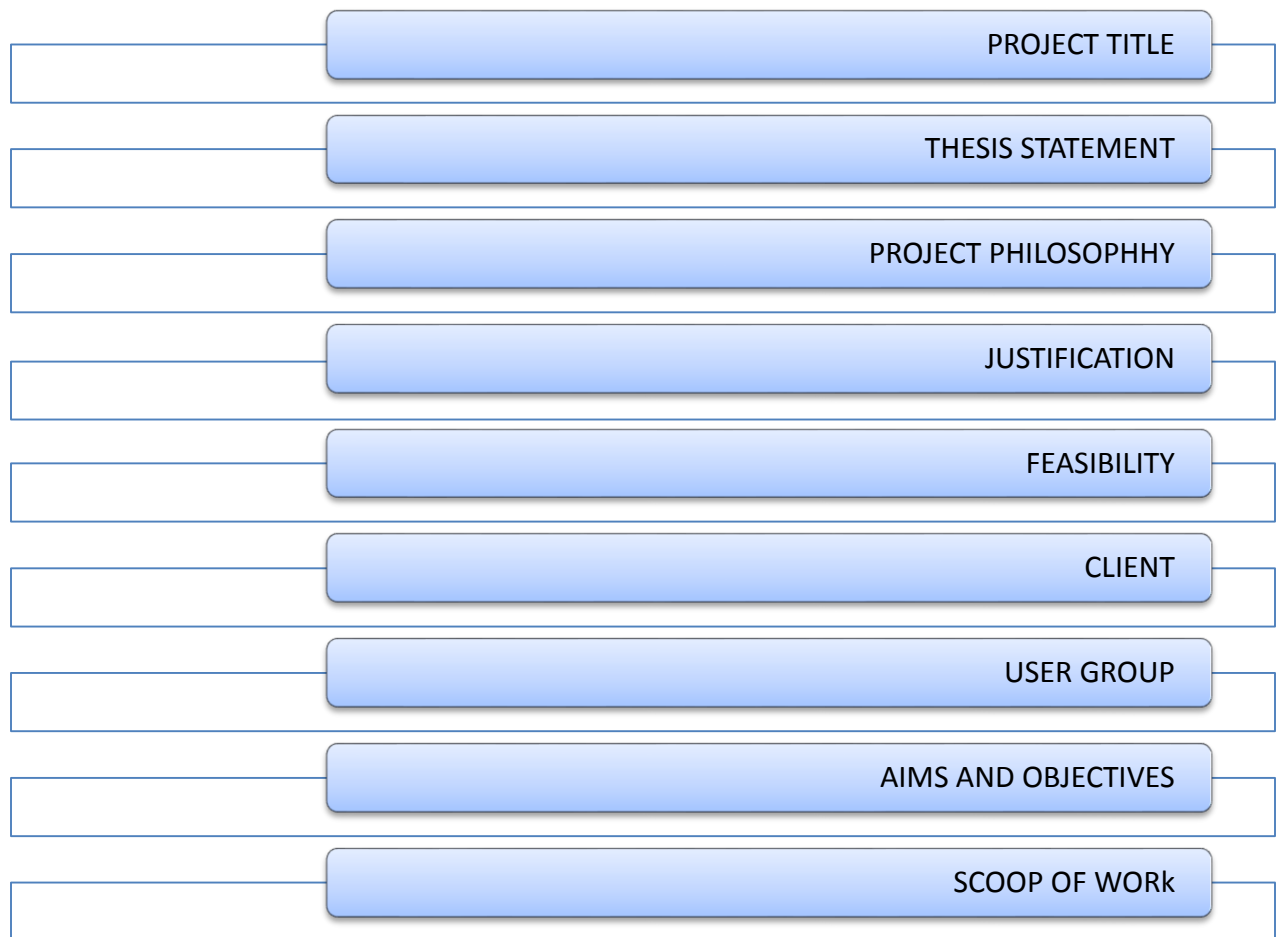 PROJECT TITLE
THESIS STATEMENT
PROJECT PHILOSOPHHY
JUSTIFICATION
FEASIBILITY
CLIENT
USER GROUP
AIMS AND OBJECTIVES
SCOOP OF WORk